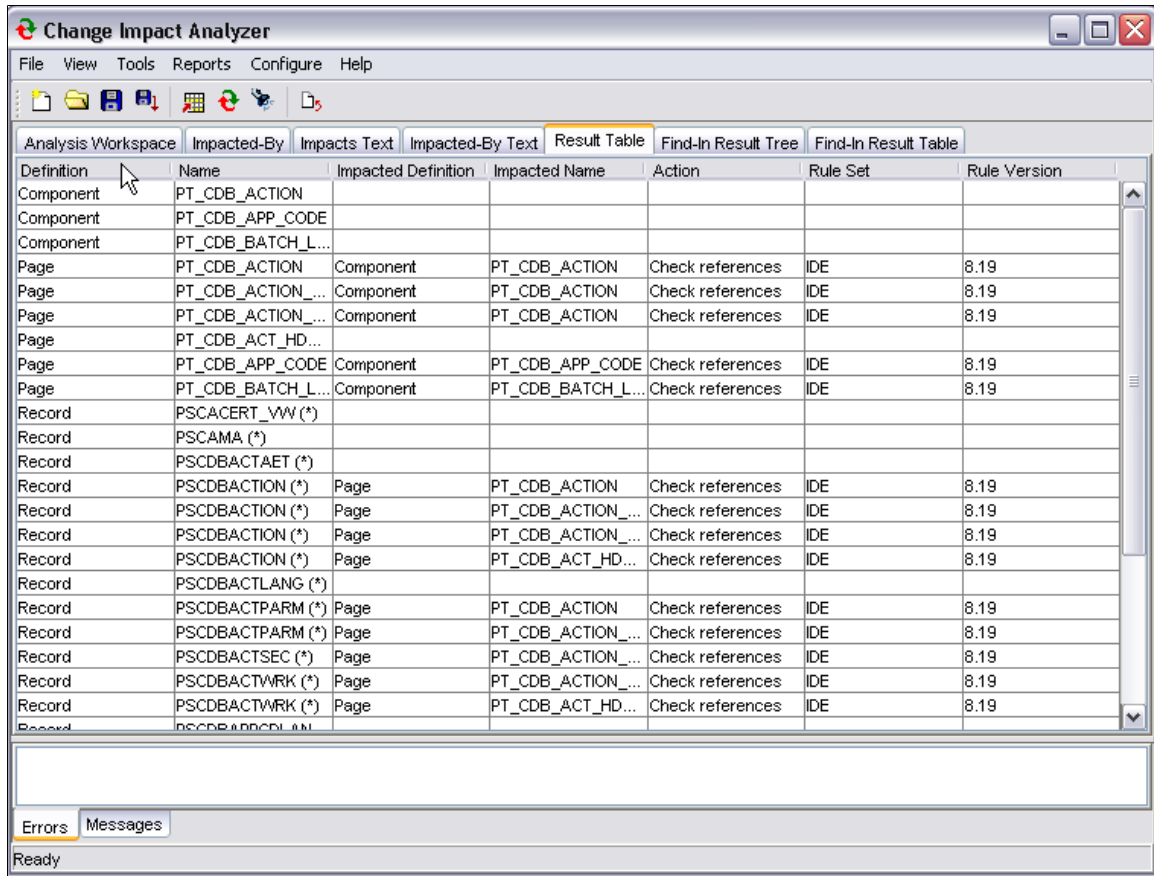 Change Impact Analyzer
File View Tools Reports Configure Help
Analysis Workspace Impacted-By Impacts Text Impacted-By Text Result Table Find-In Result Tree Find-In Result Table
Definition Name Impacted Definition Impacted Name Action Rule Set Rule Version
Component PT_CDB_ACTION
Component PT_CDB_APP_CODE
Component PT_CDB_BATCH_L...
Page PT_CDB_ACTION Component PT_CDB_ACTION Check references IDE 8.19
Page PT_CDB_ACTION_... Component PT_CDB_ACTION Check references IDE 8.19
Page PT_CDB_ACTION_... Component PT_CDB_ACTION Check references IDE 8.19
Page PT_CDB_ACT_HD...
Page PT_CDB_APP_CODE Component PT_CDB_APP_CODE Check references IDE 8.19
Page PT_CDB_BATCH_L... Component PT_CDB_BATCH_L... Check references IDE 8.19
Record PSCACERT_VW (*)
Record PSCAMA (*)
Record PSCDBACTAET (*)
Record PSCDBACTION (*) Page PT_CDB_ACTION Check references IDE 8.19
Record PSCDBACTION (*) Page PT_CDB_ACTION_... Check references IDE 8.19
Record PSCDBACTION (*) Page PT_CDB_ACTION_... Check references IDE 8.19
Record PSCDBACTION (*) Page PT_CDB_ACT_HD... Check references IDE 8.19
Record PSCDBACTLANG (*)
Record PSCDBACTPARM (*) Page PT_CDB_ACTION Check references IDE 8.19
Record PSCDBACTPARM (*) Page PT_CDB_ACTION_... Check references IDE 8.19
Record PSCDBACTSEC (*) Page PT_CDB_ACTION_... Check references IDE 8.19
Record PSCDBACTWRK (*) Page PT_CDB_ACTION_... Check references IDE 8.19
Record PSCDBACTWRK (*) Page PT_CDB_ACT_HD... Check references IDE 8.19
Record
Errors Messages
Ready